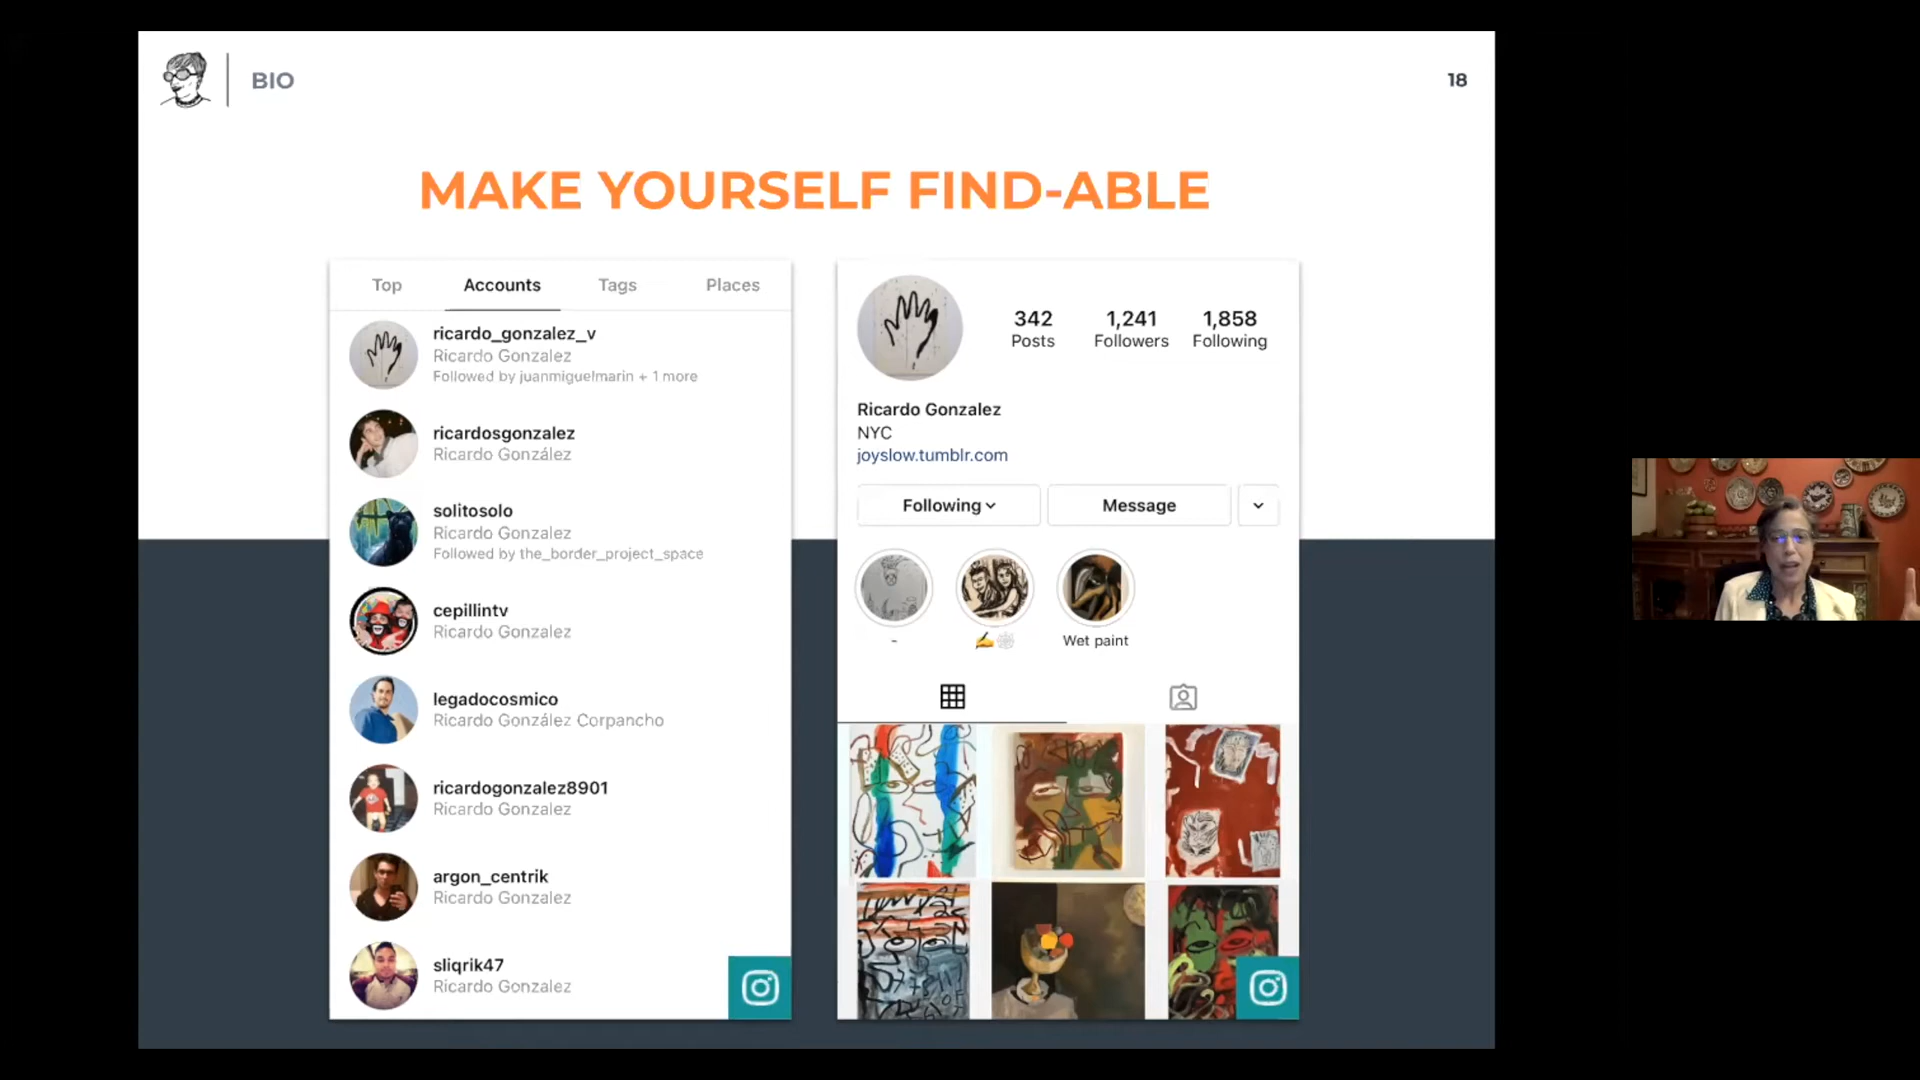 BIO
18
MAKE YOURSELF FIND-ABLE
Top Accounts Tags Places
ricardo_gonzalez_v
Ricardo Gonzalez
Followed by juanmiguelmarin + 1 more
ricardosgonzalez
Ricardo González
solitosolo
Ricardo Gonzalez
Followed by the_border_project_space
cepillintv
Ricardo Gonzalez
legadocosmico
Ricardo González Corpancho
ricardogonzalez8901
Ricardo Gonzalez
argon_centrik
Ricardo Gonzalez
sliqrik47
Ricardo Gonzalez
342 1,241 1,858
Posts Followers Following
Ricardo Gonzalez
NYC
joyslow.tumblr.com
Following Message
- ✍️🕸️ Wet paint